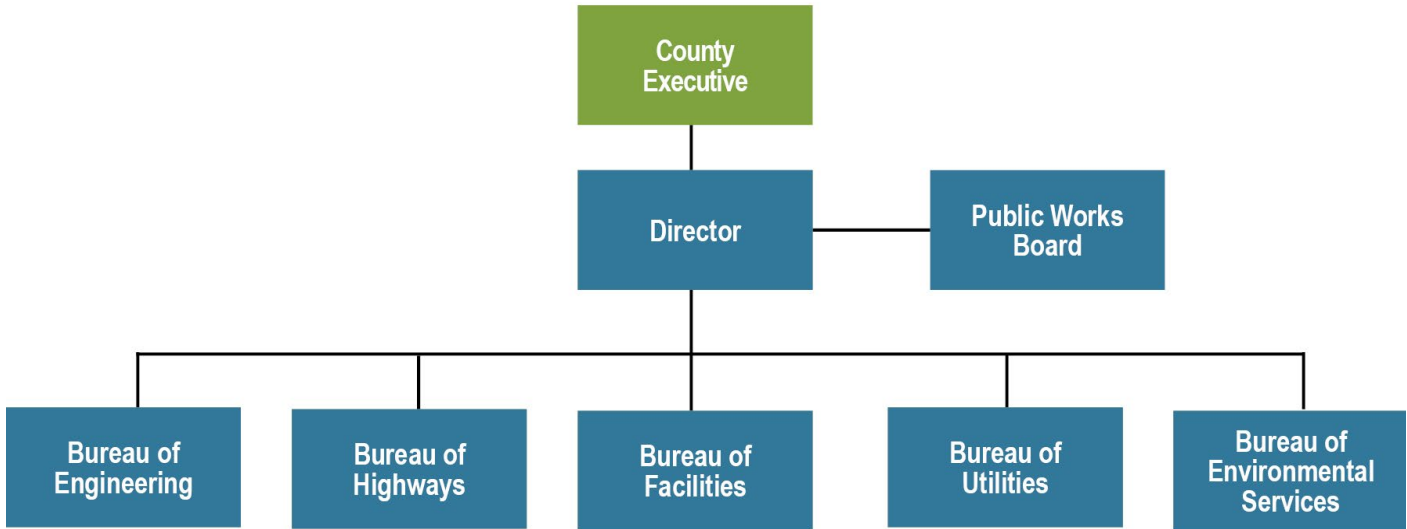 County
Executive
Director
Public Works
Board
Bureau of
Engineering
Bureau of
Highways
Bureau of
Facilities
Bureau of
Utilities
Bureau of
Environmental
Services